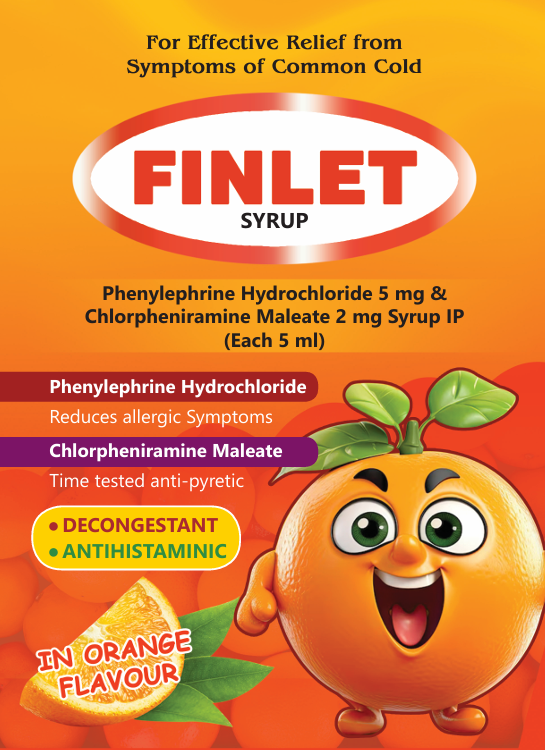 For Effective Relief from
Symptoms of Common Cold
FINLET
SYRUP
Phenylephrine Hydrochloride 5 mg &
Chlorpheniramine Maleate 2 mg Syrup IP
(Each 5 ml)
Phenylephrine Hydrochloride
Reduces allergic Symptoms
Chlorpheniramine Maleate
Time tested anti-pyretic
• DECONGESTANT
• ANTIHISTAMINIC
IN ORANGE
FLAVOUR